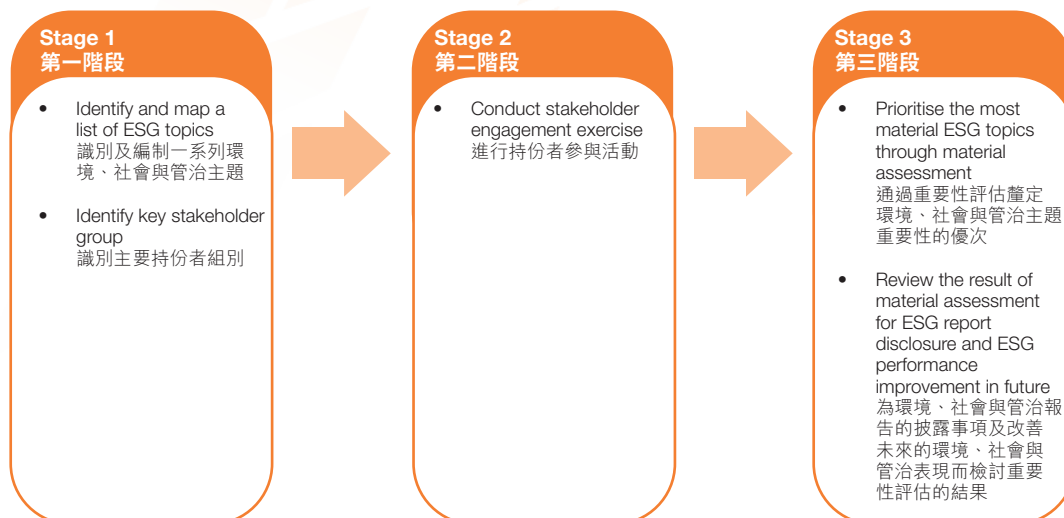 Stage 1
第一階段
• Identify and map a
list of ESG topics
識別及編制一系列環
境、社會與管治主題
• Identify key stakeholder
group
識別主要持份者組別
Stage 2
第二階段
• Conduct stakeholder
engagement exercise
進行持份者參與活動
Stage 3
第三階段
• Prioritise the most
material ESG topics
through material
assessment
通過重要性評估釐定
環境、社會與管治主題
重要性的優次
• Review the result of
material assessment
for ESG report
disclosure and ESG
performance
improvement in future
為環境、社會與管治報
告的披露事項及改善
未來的環境、社會與
管治表現而檢討重要
性評估的結果